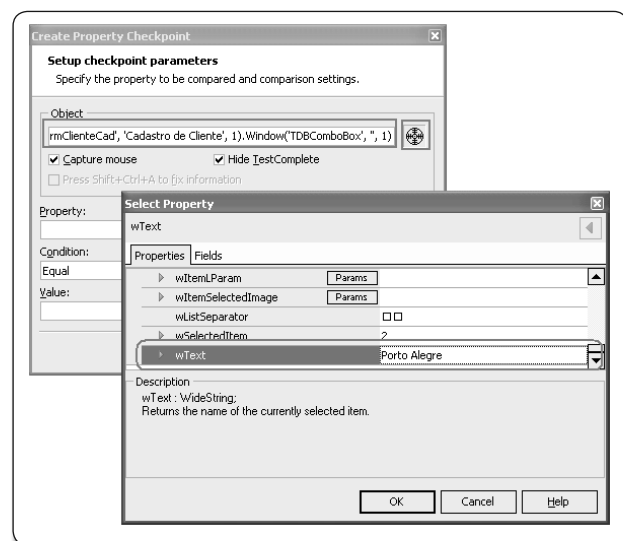 Create Property Checkpoint
Setup checkpoint parameters
Specify the property to be compared and comparison settings.
Object
rmClienteCad', 'Cadastro de Cliente', 1).Window('TDBComboBox', '', 1)
Capture mouse Hide TestComplete
Press Shift+Ctrl+A to fix information
Property:
Condition:
Equal
Value:
Select Property
wText
Properties Fields
wItemLParam Params
wItemSelectedImage Params
wListSeparator
wSelectedItem 2
wText Porto Alegre
Description
wText : WideString;
Returns the name of the currently selected item.
OK Cancel Help